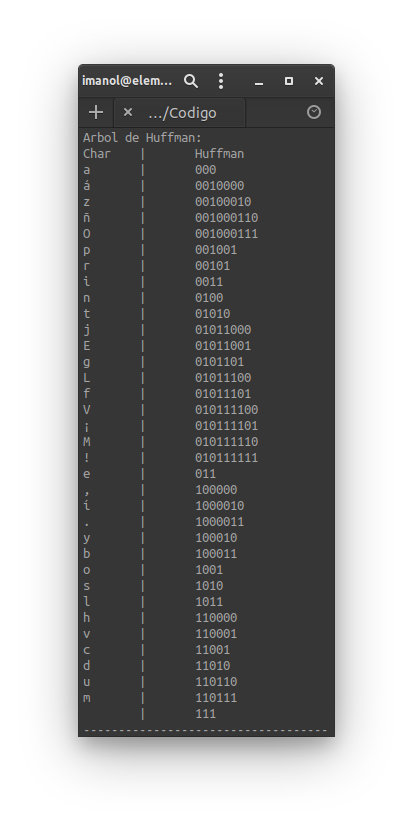 imanol@elem...
.../Codigo
Arbol de Huffman:
Char | Huffman
a | 000
á | 0010000
z | 00100010
ñ | 001000110
O | 001000111
p | 001001
r | 00101
i | 0011
n | 0100
t | 01010
j | 01011000
E | 01011001
g | 0101101
L | 01011100
f | 01011101
V | 010111100
¡ | 010111101
M | 010111110
! | 010111111
e | 011
, | 100000
í | 1000010
. | 1000011
y | 100010
b | 100011
o | 1001
s | 1010
l | 1011
h | 110000
v | 110001
c | 11001
d | 11010
u | 110110
m | 110111
| 111
-----------------------------------